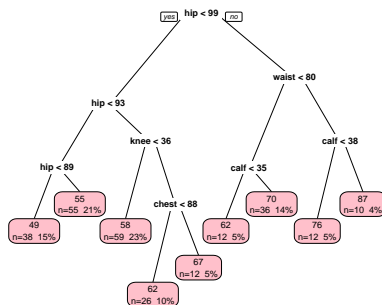 hip < 99
yes
no
waist < 80
hip < 93
knee < 36
calf < 38
hip < 89
calf < 35
55
n=55 21%
70
n=36 14%
87
n=10 4%
chest < 88
49
n=38 15%
58
n=59 23%
62
n=12 5%
76
n=12 5%
67
n=12 5%
62
n=26 10%